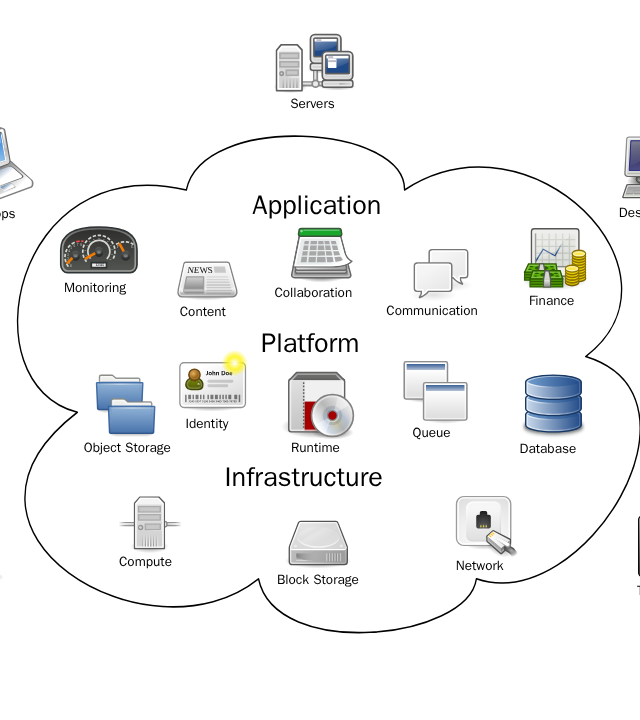 Servers
Application
Monitoring
NEWS
Content
Collaboration
Communication
Finance
Platform
John Doe
Identity
Object Storage
Runtime
Queue
Database
Infrastructure
Compute
Block Storage
Network